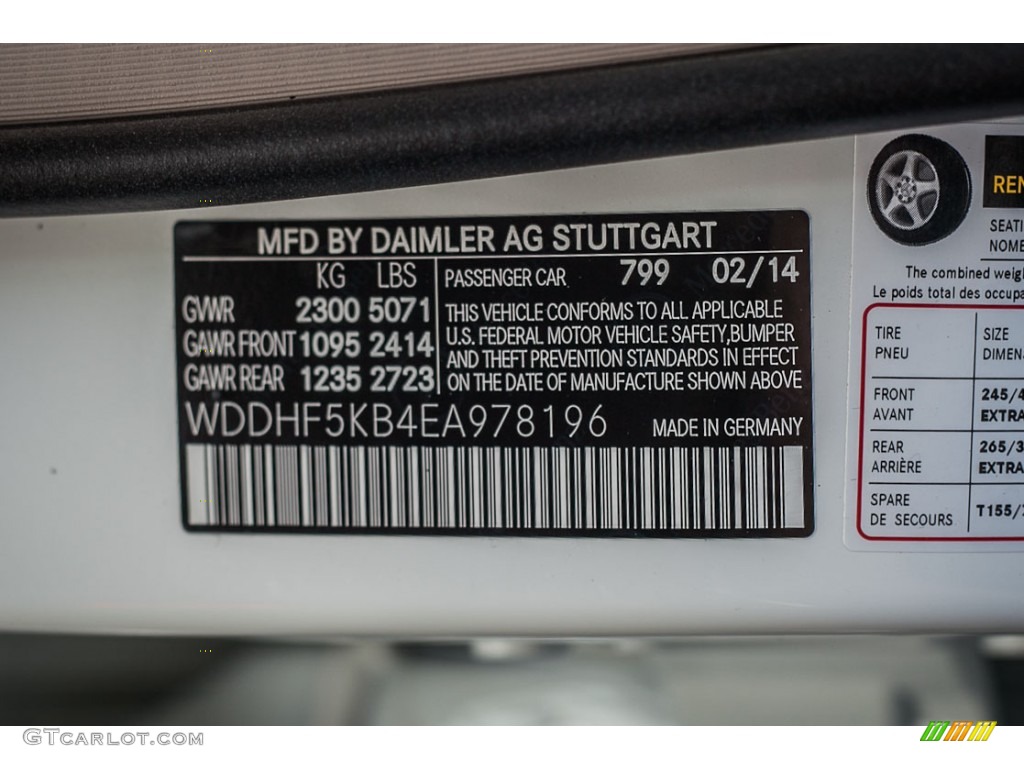 MFD BY DAIMLER AG STUTTGART
KG LBS
GVWR 2300 5071
GAWR FRONT 1095 2414
GAWR REAR 1235 2723
PASSENGER CAR 799 02/14
THIS VEHICLE CONFORMS TO ALL APPLICABLE
U.S. FEDERAL MOTOR VEHICLE SAFETY,BUMPER
AND THEFT PREVENTION STANDARDS IN EFFECT
ON THE DATE OF MANUFACTURE SHOWN ABOVE
WDDHF5KB4EA978196
MADE IN GERMANY
The combined
Le poids total des
TIRE
PNEU
SIZE
FRONT
AVANT
REAR
ARRIÈRE
SPARE
DE SECOURS
GTCARLOT.COM